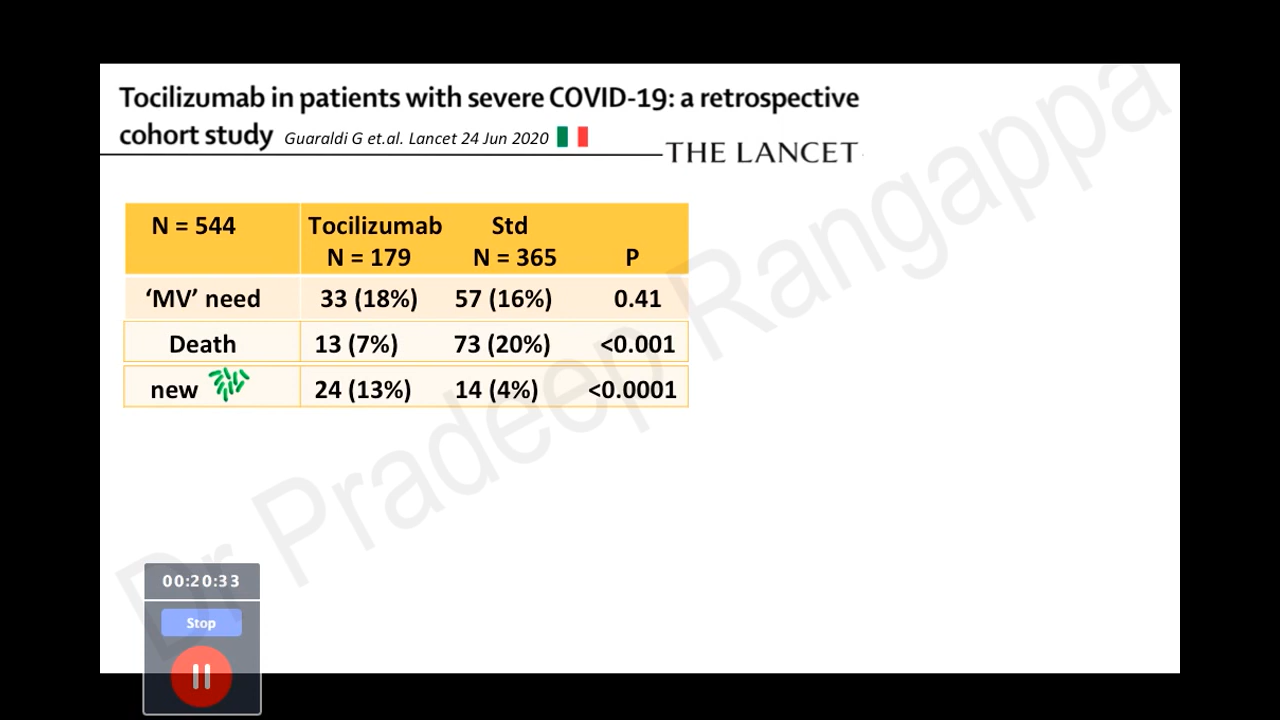 Tocilizumab in patients with severe COVID-19: a retrospective
cohort study Guaraldi G et.al. Lancet 24 Jun 2020
THE LANCET
N = 544 Tocilizumab Std
N = 179 N = 365 P
‘MV’ need 33 (18%) 57 (16%) 0.41
Death 13 (7%) 73 (20%) <0.001
new 24 (13%) 14 (4%) <0.0001
Dr Pradeep Rangappa
00:20:33
Stop